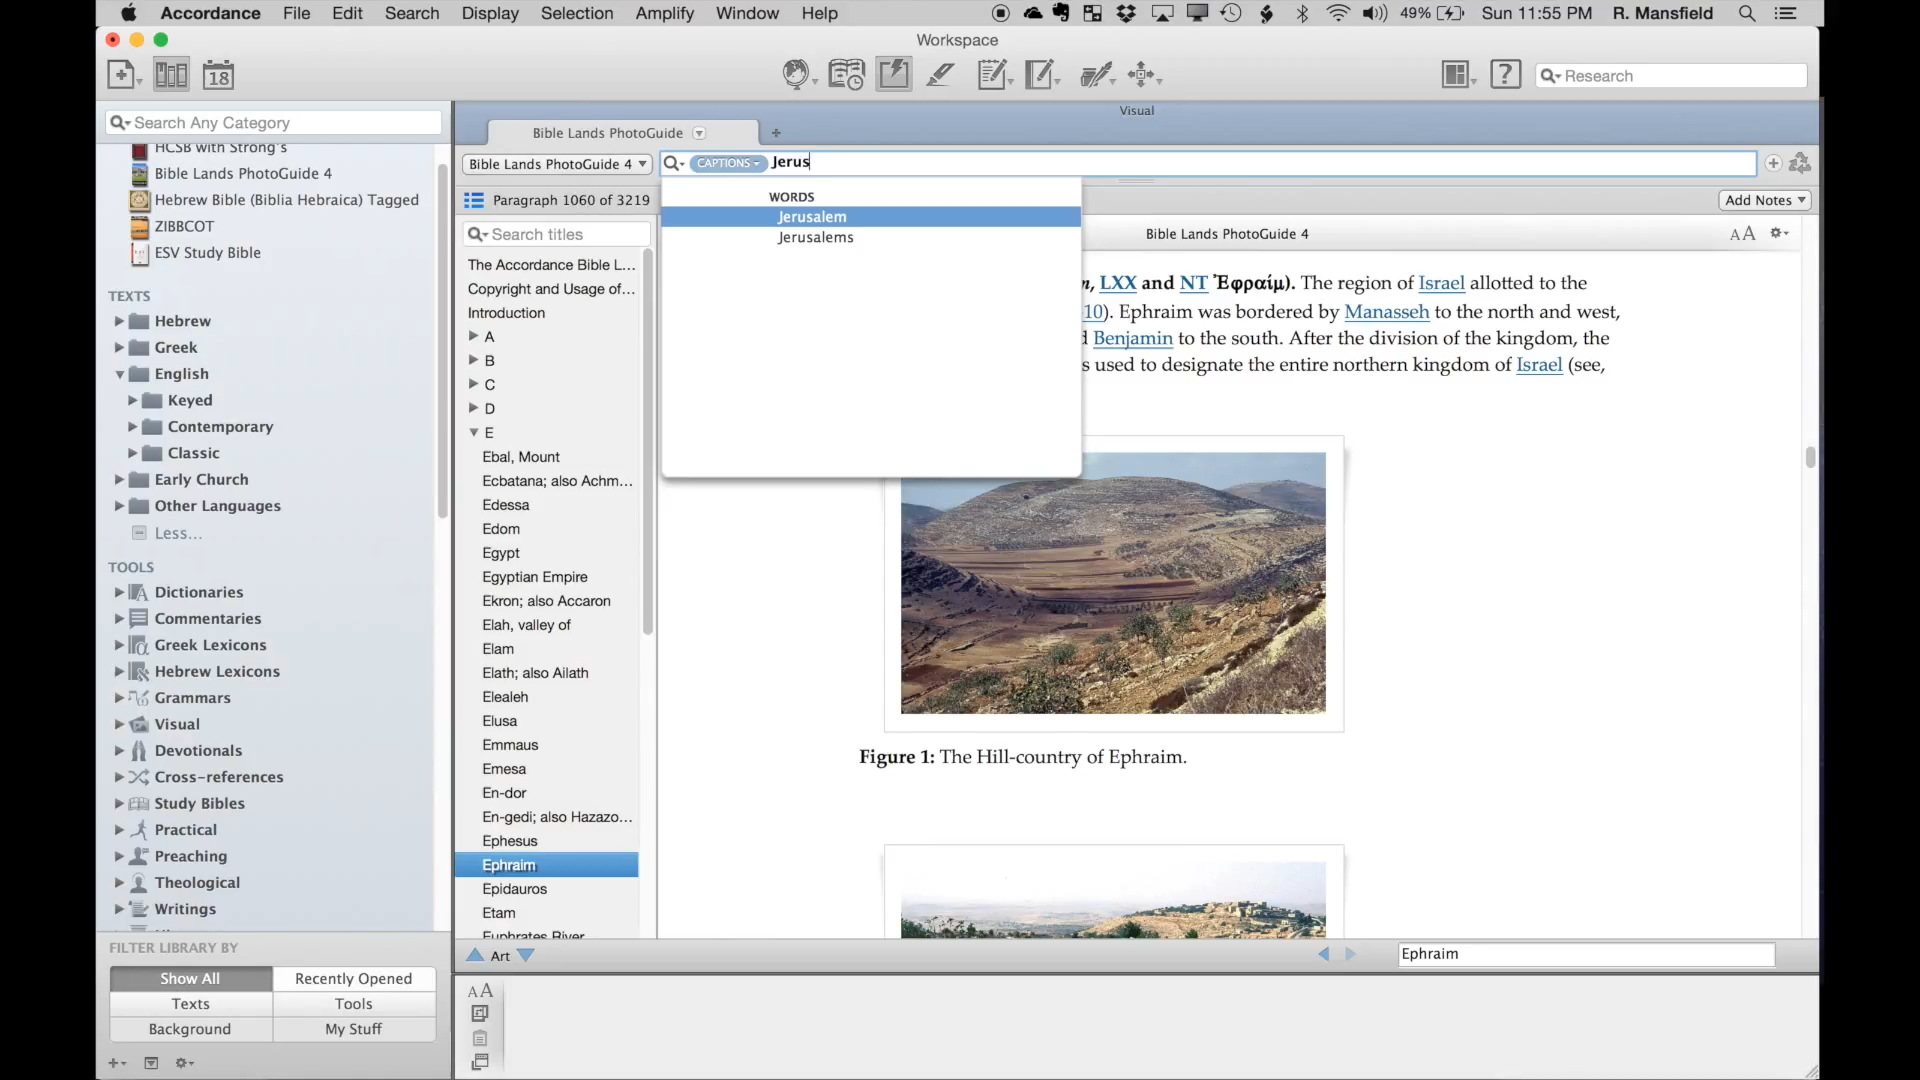 Accordance File Edit Search Display Selection Amplify Window Help 49% Sun 11:55 PM R. Mansfield
Workspace
18
Research
Search Any Category
HCSB with Strong's
Bible Lands PhotoGuide 4
Hebrew Bible (Biblia Hebraica) Tagged
ZIBBCOT
ESV Study Bible
TEXTS
Hebrew
Greek
English
Keyed
Contemporary
Classic
Early Church
Other Languages
Less...
TOOLS
Dictionaries
Commentaries
Greek Lexicons
Hebrew Lexicons
Grammars
Visual
Devotionals
Cross-references
Study Bibles
Practical
Preaching
Theological
Writings
FILTER LIBRARY BY
Show All Recently Opened
Texts Tools
Background My Stuff
Visual
Bible Lands PhotoGuide
Bible Lands PhotoGuide 4 CAPTIONS Jerus
WORDS
Jerusalem
Jerusalems
Paragraph 1060 of 3219
Add Notes
Search titles
The Accordance Bible L...
Copyright and Usage of...
Introduction
A
B
C
D
E
Ebal, Mount
Ecbatana; also Achm...
Edessa
Edom
Egypt
Egyptian Empire
Ekron; also Accaron
Elah, valley of
Elam
Elath; also Ailath
Elealeh
Elusa
Emmaus
Emesa
En-dor
En-gedi; also Hazazo...
Ephesus
Ephraim
Epidauros
Etam
Euphrates River
Bible Lands PhotoGuide 4
AA
LXX and NT Ἐφραίμ). The region of Israel allotted to the
10). Ephraim was bordered by Manasseh to the north and west,
Benjamin to the south. After the division of the kingdom, the
s used to designate the entire northern kingdom of Israel (see,
Figure 1: The Hill-country of Ephraim.
Art
Ephraim
AA